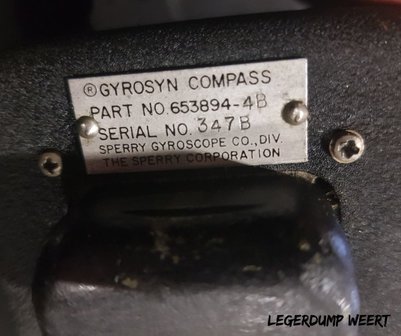 ® GYROSYN COMPASS
PART NO. 653894-4B
SERIAL NO. 347B
SPERRY GYROSCOPE CO., DIV.
THE SPERRY CORPORATION
LEGERDUMP WEERT